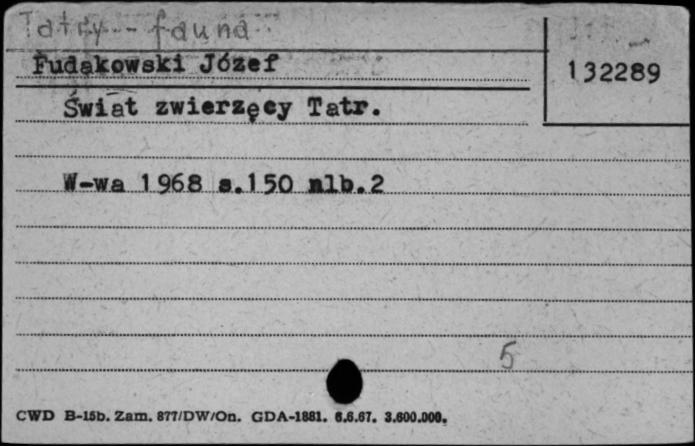 Tatry -- fauna
Fudakowski Józef
132289
Świat zwierzęcy Tatr.
W-wa 1968 s.150 nlb.2
5
CWD B-15b. Zam. 877/DW/On. GDA-1881. 6.6.67. 3.600.000.